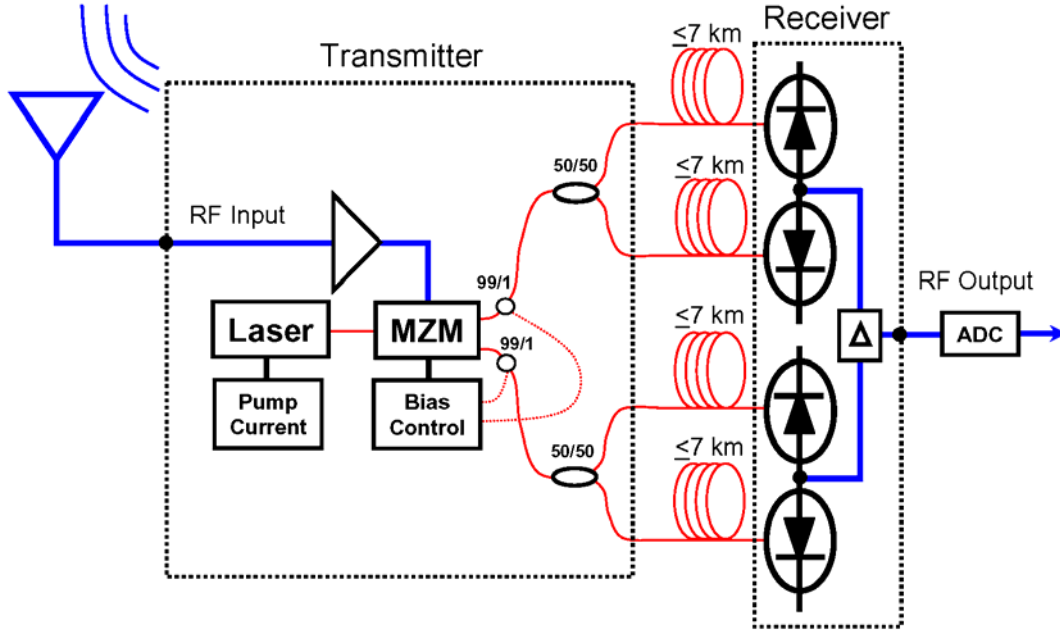 Receiver
Transmitter
≤7 km
50/50
≤7 km
RF Input
99/1
RF Output
Laser
MZM
99/1
≤7 km
Δ
ADC
Pump
Current
Bias
Control
50/50
≤7 km